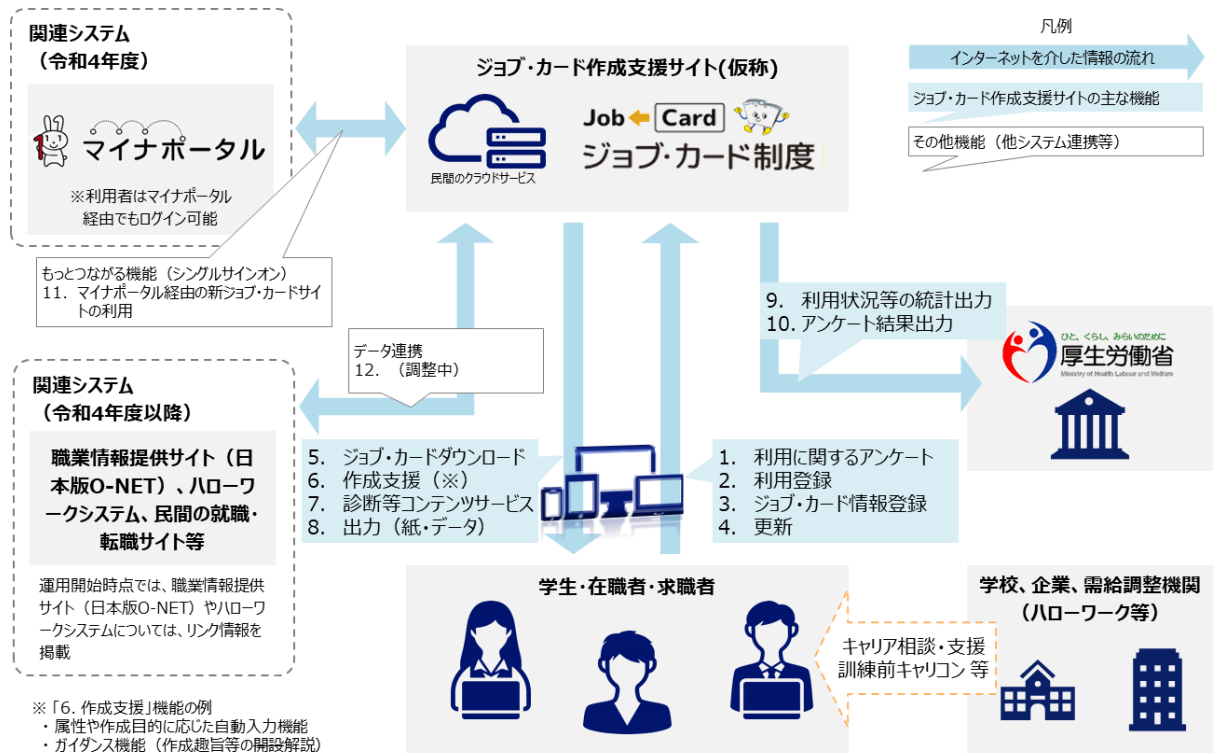 関連システム
（令和4年度）
マイナポータル
※利用者はマイナポータル
経由でもログイン可能
もっとつながる機能（シングルサインオン）
11. マイナポータル経由の新ジョブ・カードサイ
トの利用
ジョブ・カード作成支援サイト(仮称)
民間のクラウドサービス
Job Card
ジョブ・カード制度
凡例
インターネットを介した情報の流れ
ジョブ・カード作成支援サイトの主な機能
その他機能（他システム連携等）
データ連携
12. （調整中）
9. 利用状況等の統計出力
10. アンケート結果出力
ひと、くらし、みらいのために
厚生労働省
Ministry of Health Labour and Welfare
関連システム
（令和4年度以降）
職業情報提供サイト（日
本版O-NET）、ハローワ
ークシステム、民間の就職・
転職サイト等
運用開始時点では、職業情報提供
サイト（日本版O-NET）やハローワ
ークシステムについては、リンク情報を
掲載
5. ジョブ・カードダウンロード
6. 作成支援（※）
7. 診断等コンテンツサービス
8. 出力（紙・データ）
1. 利用に関するアンケート
2. 利用登録
3. ジョブ・カード情報登録
4. 更新
学生・在職者・求職者
キャリア相談・支援
訓練前キャリコン 等
学校、企業、需給調整機関
（ハローワーク等）
※「6. 作成支援」機能の例
・属性や作成目的に応じた自動入力機能
・ガイダンス機能（作成趣旨等の開設解説）